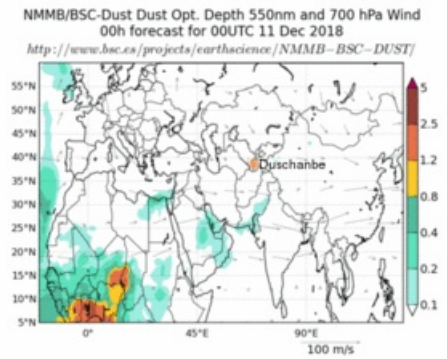 NMMB/BSC-Dust Dust Opt. Depth 550nm and 700 hPa Wind
00h forecast for 00UTC 11 Dec 2018
http://www.bsc.es/projects/earthscience/NMMB-BSC-DUST/
55°N
50°N
45°N
40°N
35°N
30°N
25°N
20°N
15°N
10°N
5°N
Duschanbe
5
2.5
1.2
0.8
0.4
0.2
0.1
0°
45°E
90°E
100 m/s